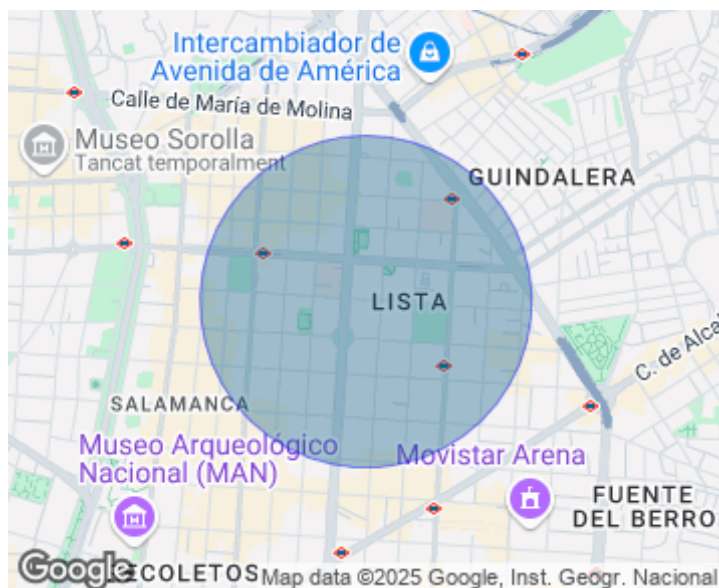 Intercambiador de
Avenida de América
Calle de María de Molina
Museo Sorolla
Tancat temporalment
GUINDALERA
LISTA
C. de Alcal
SALAMANCA
Museo Arqueológico
Nacional (MAN)
Movistar Arena
FUENTE
DEL BERRO
Google
ECOLETOS
Map data ©2025 Google, Inst. Geogr. Nacional